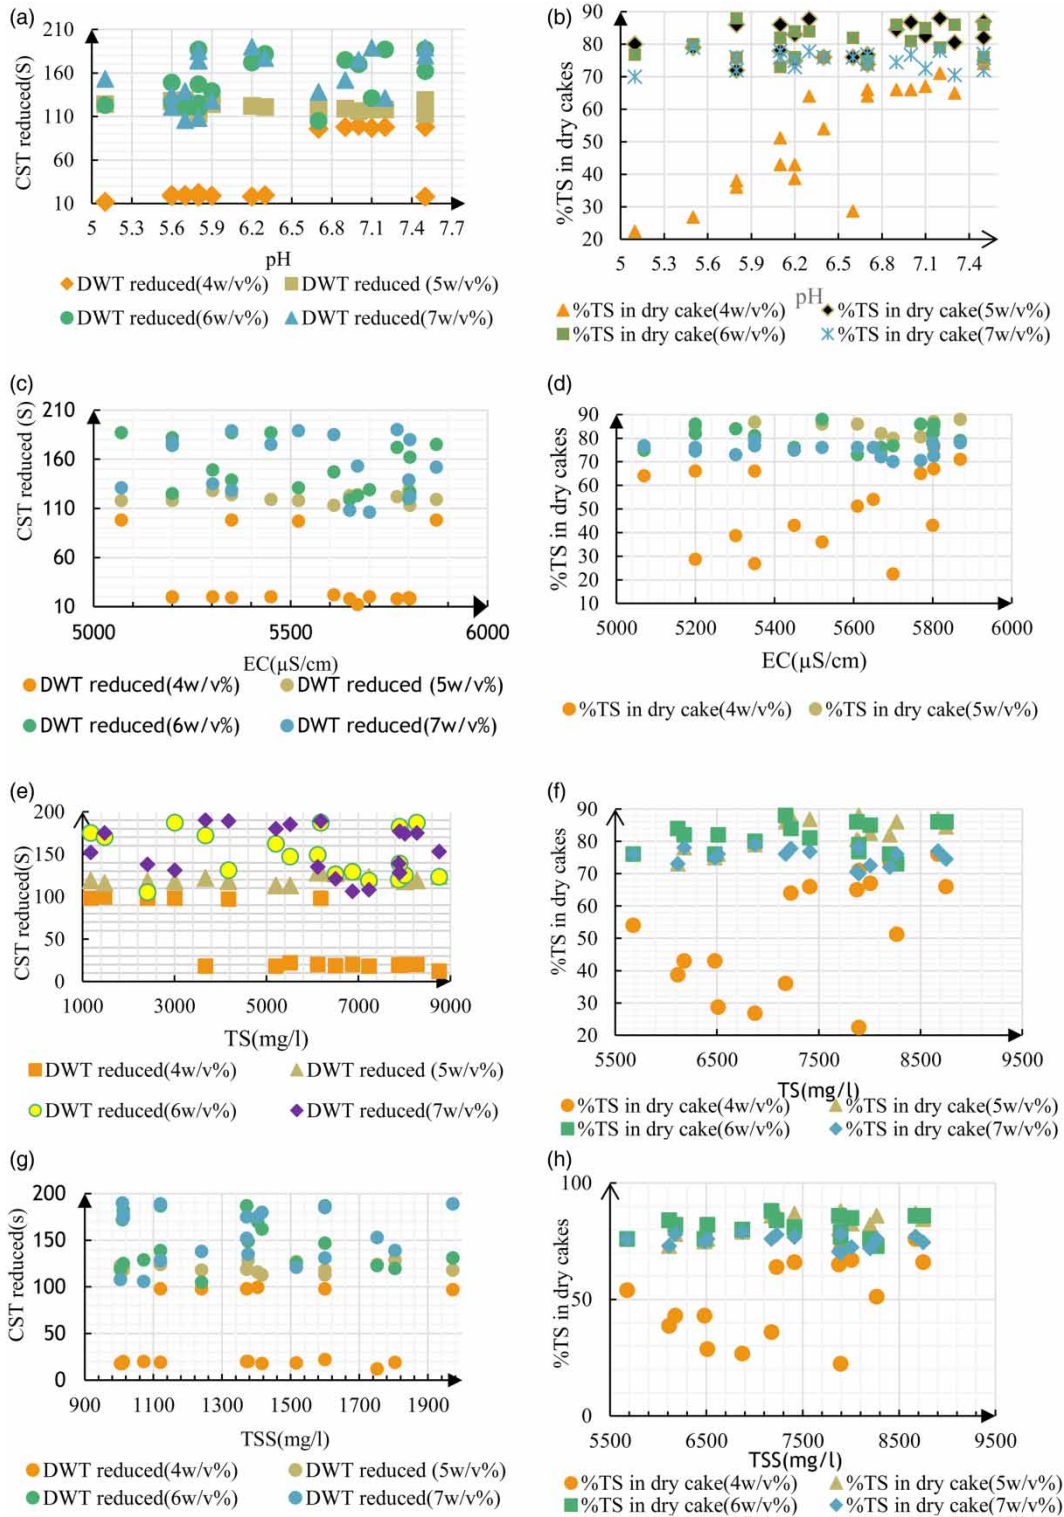 (a)
210
160
110
60
10
CST reduced(S)
5 5.3 5.6 5.9 6.2 6.5 6.8 7.1 7.4 7.7
pH
DWT reduced(4w/v%) DWT reduced (5w/v%)
DWT reduced(6w/v%) DWT reduced(7w/v%)
(b)
90
80
70
60
50
40
30
20
%TS in dry cakes
5 5.3 5.6 5.9 6.2 6.5 6.8 7.1 7.4
pH
%TS in dry cake(4w/v%) %TS in dry cake(5w/v%)
%TS in dry cake(6w/v%) %TS in dry cake(7w/v%)
(c)
210
160
110
60
10
CST reduced (S)
5000 5500 6000
EC(µS/cm)
DWT reduced(4w/v%) DWT reduced (5w/v%)
DWT reduced(6w/v%) DWT reduced(7w/v%)
(d)
90
80
70
60
50
40
30
20
10
%TS in dry cakes
5000 5200 5400 5600 5800 6000
EC(µS/cm)
%TS in dry cake(4w/v%) %TS in dry cake(5w/v%)
(e)
200
150
100
50
0
CST reduced(S)
1000 3000 5000 7000 9000
TS(mg/l)
DWT reduced(4w/v%) DWT reduced (5w/v%)
DWT reduced(6w/v%) DWT reduced(7w/v%)
(f)
90
80
70
60
50
40
30
20
%TS in dry cakes
5500 6500 7500 8500 9500
TS(mg/l)
%TS in dry cake(4w/v%) %TS in dry cake(5w/v%)
%TS in dry cake(6w/v%) %TS in dry cake(7w/v%)
(g)
200
150
100
50
0
CST reduced(s)
900 1100 1300 1500 1700 1900
TSS(mg/l)
DWT reduced(4w/v%) DWT reduced (5w/v%)
DWT reduced(6w/v%) DWT reduced(7w/v%)
(h)
100
50
0
%TS in dry cakes
5500 6500 7500 8500 9500
TSS(mg/l)
%TS in dry cake(4w/v%) %TS in dry cake(5w/v%)
%TS in dry cake(6w/v%) %TS in dry cake(7w/v%)